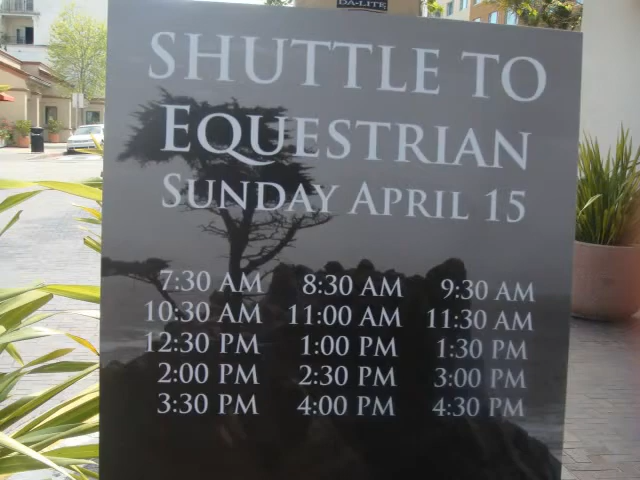 DA-LITE
SHUTTLE TO
EQUESTRIAN
SUNDAY APRIL 15
7:30 AM 8:30 AM 9:30 AM
10:30 AM 11:00 AM 11:30 AM
12:30 PM 1:00 PM 1:30 PM
2:00 PM 2:30 PM 3:00 PM
3:30 PM 4:00 PM 4:30 PM